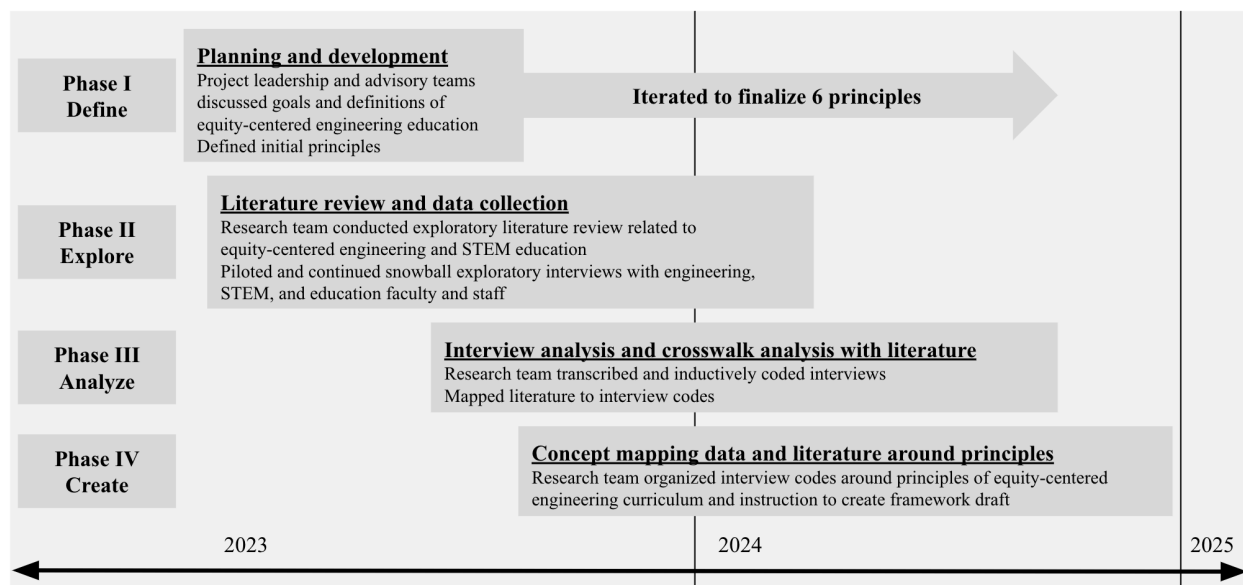 Phase I
Define
Planning and development
Project leadership and advisory teams
discussed goals and definitions of
equity-centered engineering education
Defined initial principles
Iterated to finalize 6 principles
Phase II
Explore
Literature review and data collection
Research team conducted exploratory literature review related to
equity-centered engineering and STEM education
Piloted and continued snowball exploratory interviews with engineering,
STEM, and education faculty and staff
Phase III
Analyze
Interview analysis and crosswalk analysis with literature
Research team transcribed and inductively coded interviews
Mapped literature to interview codes
Phase IV
Create
Concept mapping data and literature around principles
Research team organized interview codes around principles of equity-centered
engineering curriculum and instruction to create framework draft
2023
2024
2025